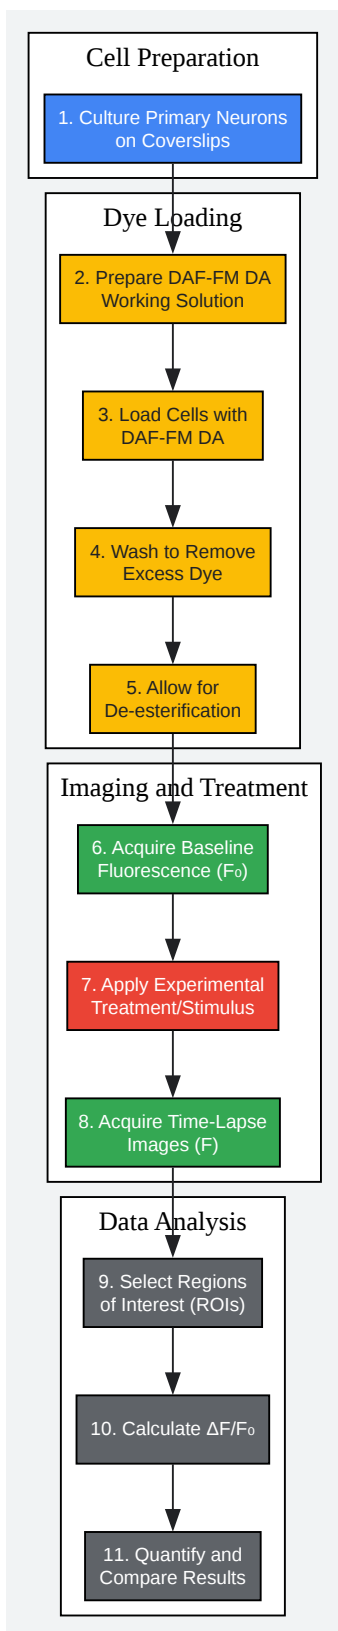 Cell Preparation
1. Culture Primary Neurons
on Coverslips
Dye Loading
2. Prepare DAF-FM DA
Working Solution
3. Load Cells with
DAF-FM DA
4. Wash to Remove
Excess Dye
5. Allow for
De-esterification
Imaging and Treatment
6. Acquire Baseline
Fluorescence (F₀)
7. Apply Experimental
Treatment/Stimulus
8. Acquire Time-Lapse
Images (F)
Data Analysis
9. Select Regions
of Interest (ROIs)
10. Calculate ΔF/F₀
11. Quantify and
Compare Results